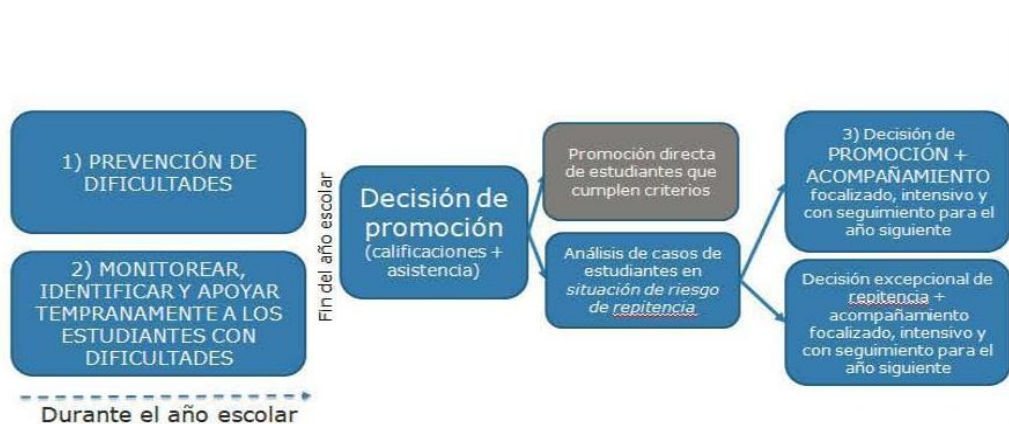 1) PREVENCIÓN DE
DIFICULTADES
2) MONITOREAR,
IDENTIFICAR Y APOYAR
TEMPRANAMENTE A LOS
ESTUDIANTES CON
DIFICULTADES
Durante el año escolar
Fin del año escolar
Decisión de
promoción
(calificaciones +
asistencia)
Promoción directa
de estudiantes que
cumplen criterios
Análisis de casos de
estudiantes en
situación de riesgo
de repitencia
3) Decisión de
PROMOCIÓN +
ACOMPAÑAMIENTO
focalizado, intensivo y
con seguimiento para el
año siguiente
Decisión excepcional de
repitencia +
acompañamiento
focalizado, intensivo y
con seguimiento para el
año siguiente